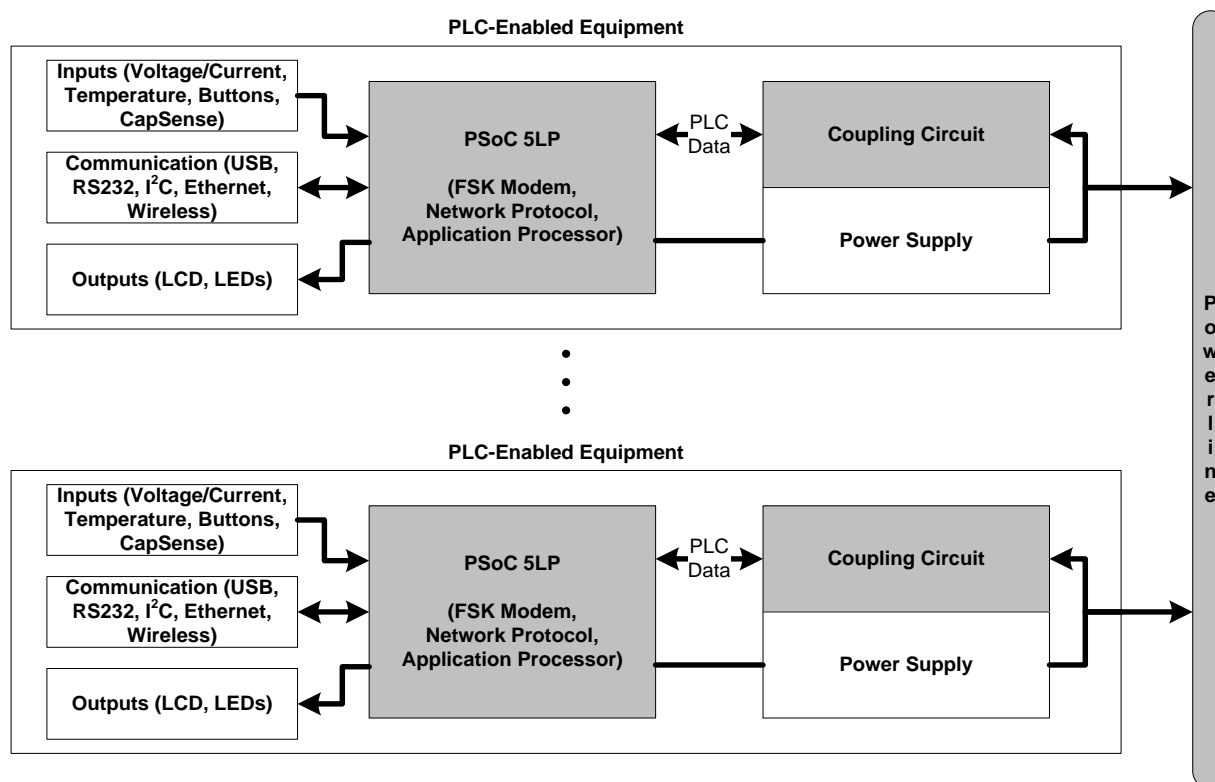 PLC-Enabled Equipment
Inputs (Voltage/Current,
Temperature, Buttons,
CapSense)
Communication (USB,
RS232, I²C, Ethernet,
Wireless)
Outputs (LCD, LEDs)
PSoC 5LP
(FSK Modem,
Network Protocol,
Application Processor)
PLC
Data
Coupling Circuit
Power Supply
PLC-Enabled Equipment
Inputs (Voltage/Current,
Temperature, Buttons,
CapSense)
Communication (USB,
RS232, I²C, Ethernet,
Wireless)
Outputs (LCD, LEDs)
PSoC 5LP
(FSK Modem,
Network Protocol,
Application Processor)
PLC
Data
Coupling Circuit
Power Supply
Powerline